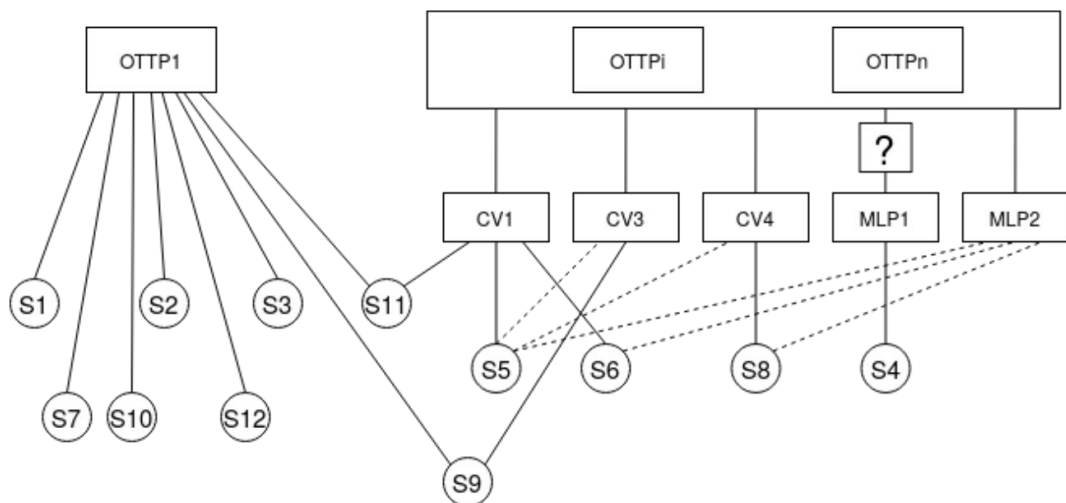 OTTP1
OTTPi
OTTPn
?
CV1
CV3
CV4
MLP1
MLP2
S1
S2
S3
S11
S5
S6
S8
S4
S7
S10
S12
S9